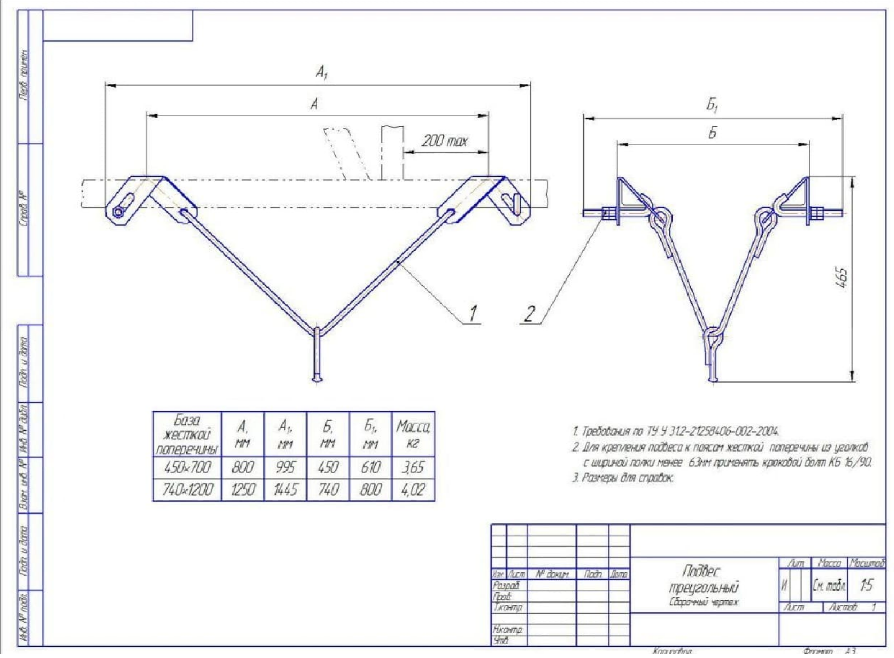 Перв. примен.
Справ. №
Подп. и дата
Инв. № дубл.
Взам. инв. №
Подп. и дата
Инв. № подл.
А₁
А
200 max
Б₁
Б
465
1
2
База жесткой поперечины
А, мм
А₁, мм
Б, мм
Б₁, мм
Масса, кг
450×700 800 995 450 610 3,65
740×1200 1250 1445 740 800 4,02
1. Требования по ТУ У 31.2-21258406-002-2004.
2. Для крепления подвеса к поясам жесткой поперечины из уголков
с шириной полки менее 63мм применять крюковой болт КБ 16/90.
3. Размеры для справок.
Изм. Лист № докум. Подп. Дата
Разраб.
Пров.
Т.контр.
Н.контр.
Утв.
Подвес
треугольный
Сборочный чертеж
Лит. Масса Масштаб
И См. табл. 1:5
Лист Листов 1
Копировал Формат А3